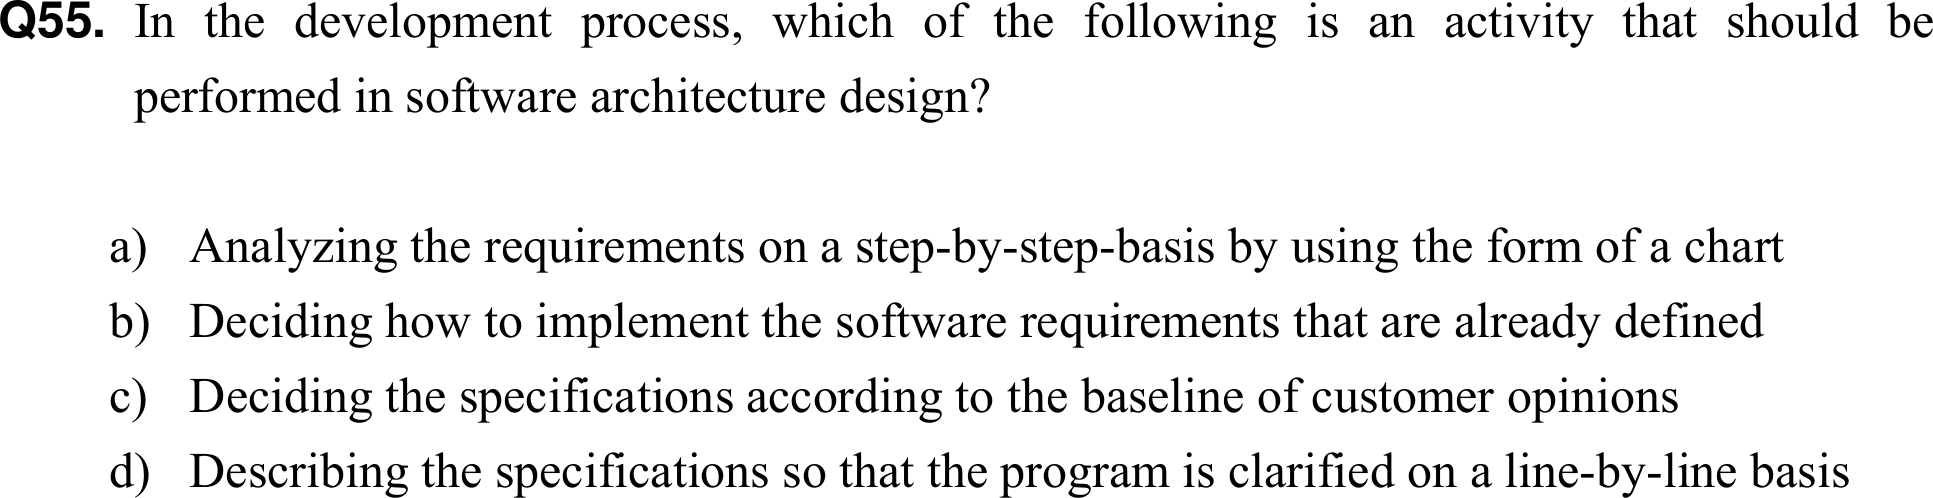 Q55. In the development process, which of the following is an activity that should be
performed in software architecture design?
a) Analyzing the requirements on a step-by-step-basis by using the form of a chart
b) Deciding how to implement the software requirements that are already defined
c) Deciding the specifications according to the baseline of customer opinions
d) Describing the specifications so that the program is clarified on a line-by-line basis